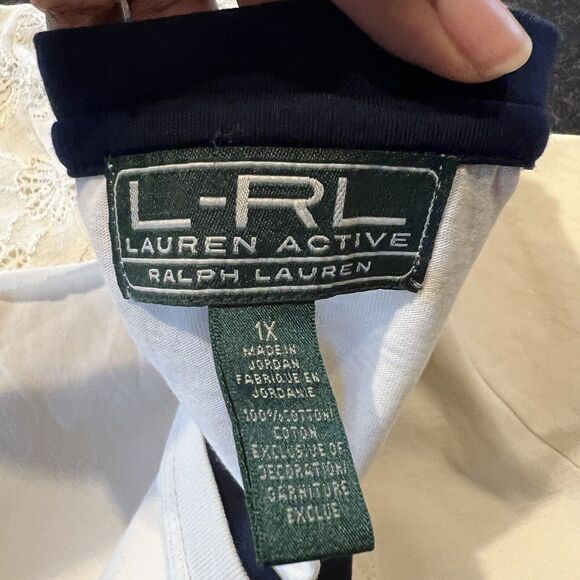 L-RL
LAUREN ACTIVE
RALPH LAUREN
1X
MADE IN
JORDAN
FABRIQUE EN
JORDANIE
100% COTTON/
COTON
EXCLUSIVE OF
DECORATION/
GARNITURE
EXCLUE